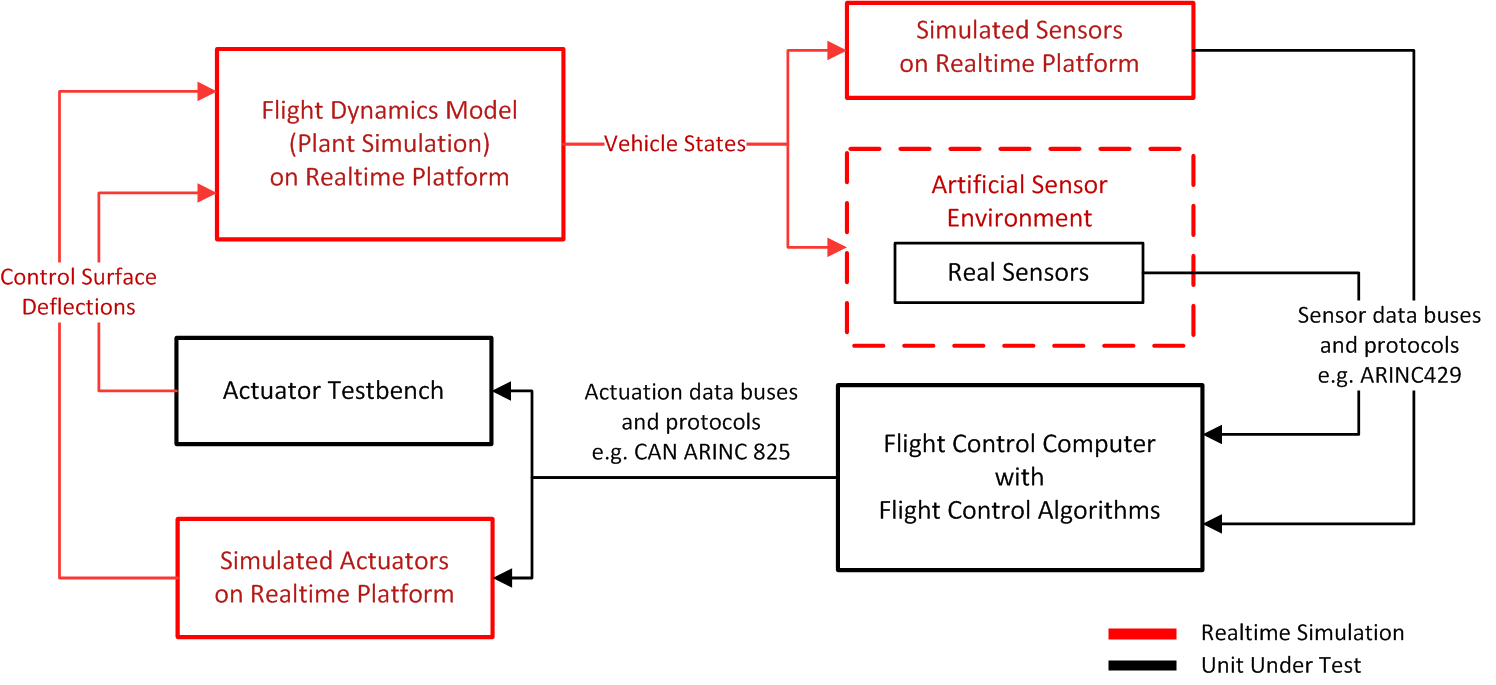 Simulated Sensors
on Realtime Platform
Flight Dynamics Model
(Plant Simulation)
on Realtime Platform
Vehicle States
Artificial Sensor
Environment
Real Sensors
Control Surface
Deflections
Sensor data buses
and protocols
e.g. ARINC429
Actuator Testbench
Actuation data buses
and protocols
e.g. CAN ARINC 825
Flight Control Computer
with
Flight Control Algorithms
Simulated Actuators
on Realtime Platform
Realtime Simulation
Unit Under Test